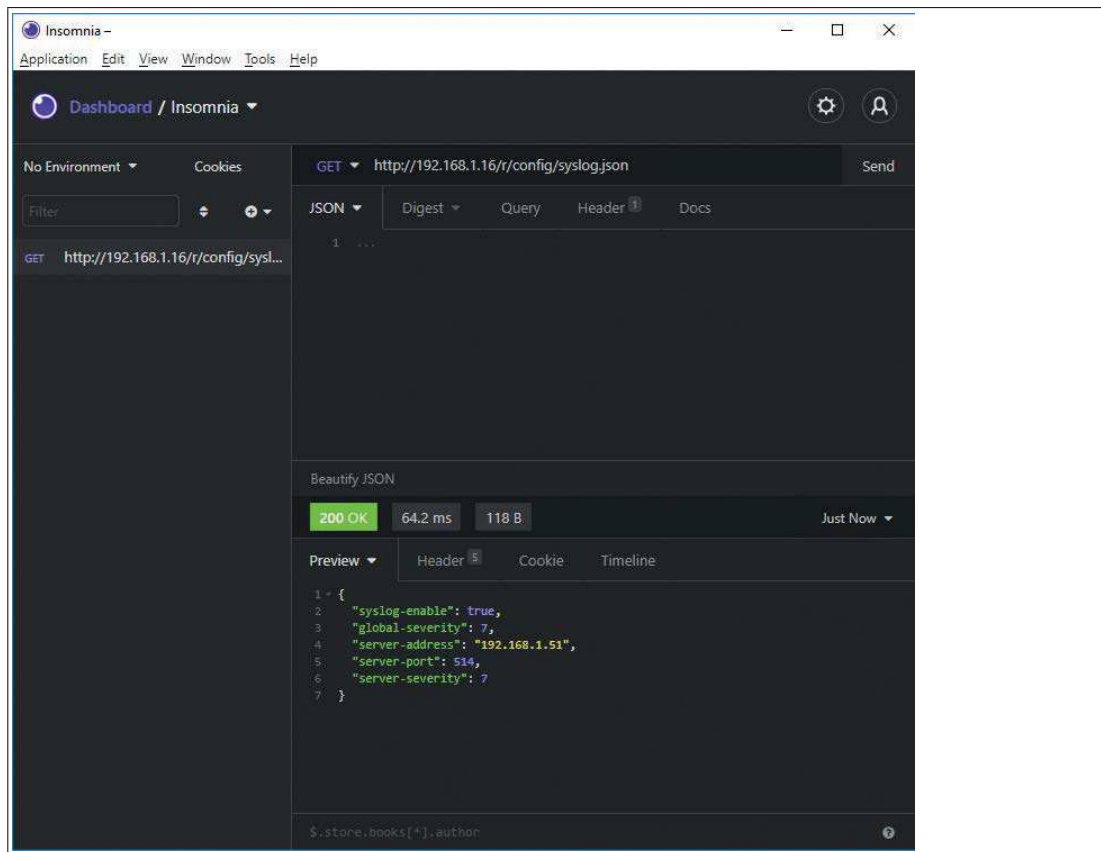 Insomnia –
Application Edit View Window Tools Help
Dashboard / Insomnia
No Environment Cookies
GET http://192.168.1.16/r/config/syslog.json Send
Filter
JSON Digest Query Header 1 Docs
GET http://192.168.1.16/r/config/sysl...
1 ...
Beautify JSON
200 OK 64.2 ms 118 B Just Now
Preview Header 5 Cookie Timeline
1 {
2 "syslog-enable": true,
3 "global-severity": 7,
4 "server-address": "192.168.1.51",
5 "server-port": 514,
6 "server-severity": 7
7 }
$.store.books[*].author